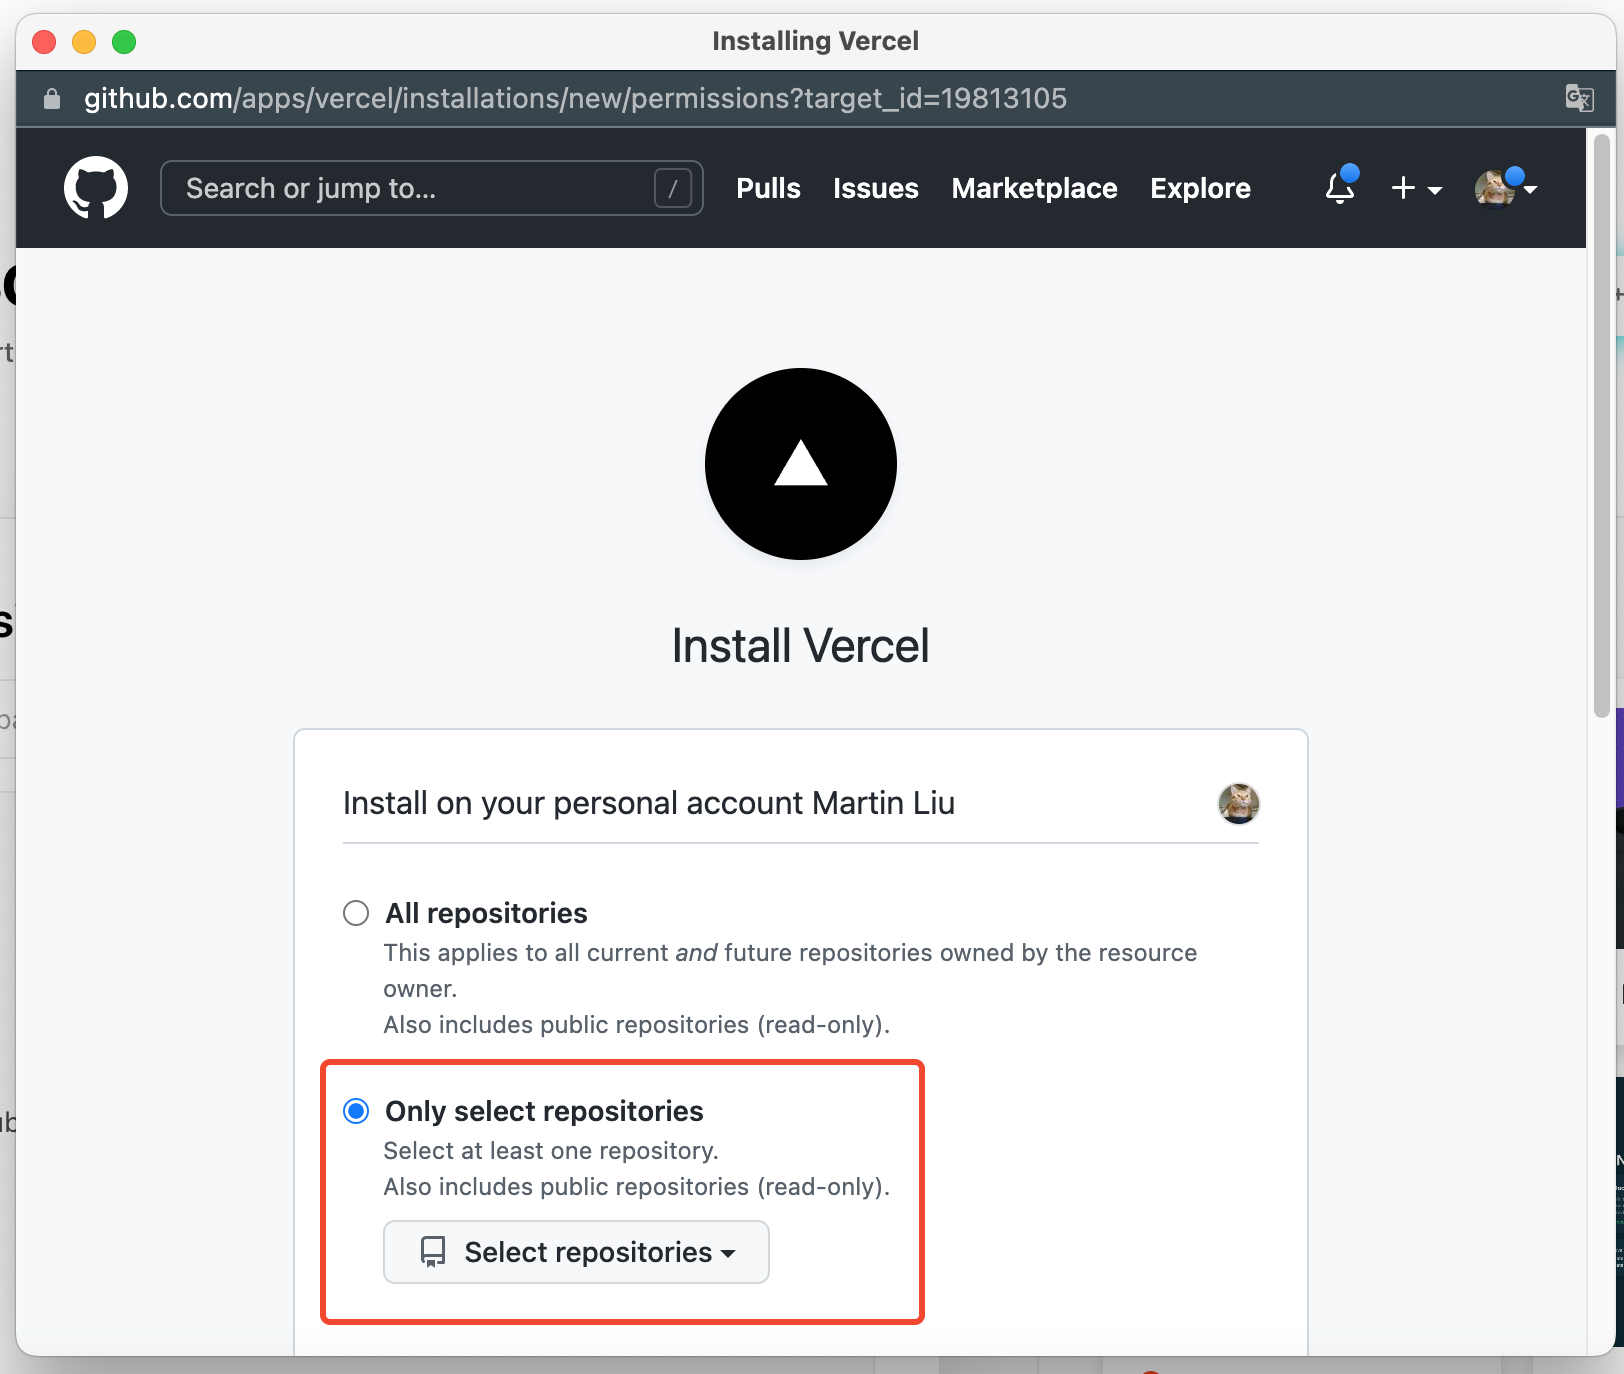 Installing Vercel
github.com/apps/vercel/installations/new/permissions?target_id=19813105
Search or jump to... / Pulls Issues Marketplace Explore
Install Vercel
Install on your personal account Martin Liu
All repositories
This applies to all current and future repositories owned by the resource
owner.
Also includes public repositories (read-only).
Only select repositories
Select at least one repository.
Also includes public repositories (read-only).
Select repositories